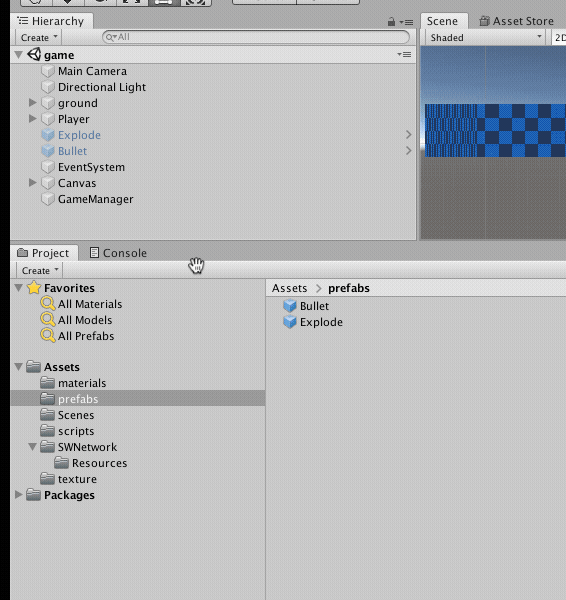 Hierarchy
Create
All
game
Main Camera
Directional Light
ground
Player
Explode
Bullet
EventSystem
Canvas
GameManager
Scene
Asset Store
Shaded
2D
Project
Console
Create
Favorites
All Materials
All Models
All Prefabs
Assets
materials
prefabs
Scenes
scripts
SWNetwork
Resources
texture
Packages
Assets > prefabs
Bullet
Explode